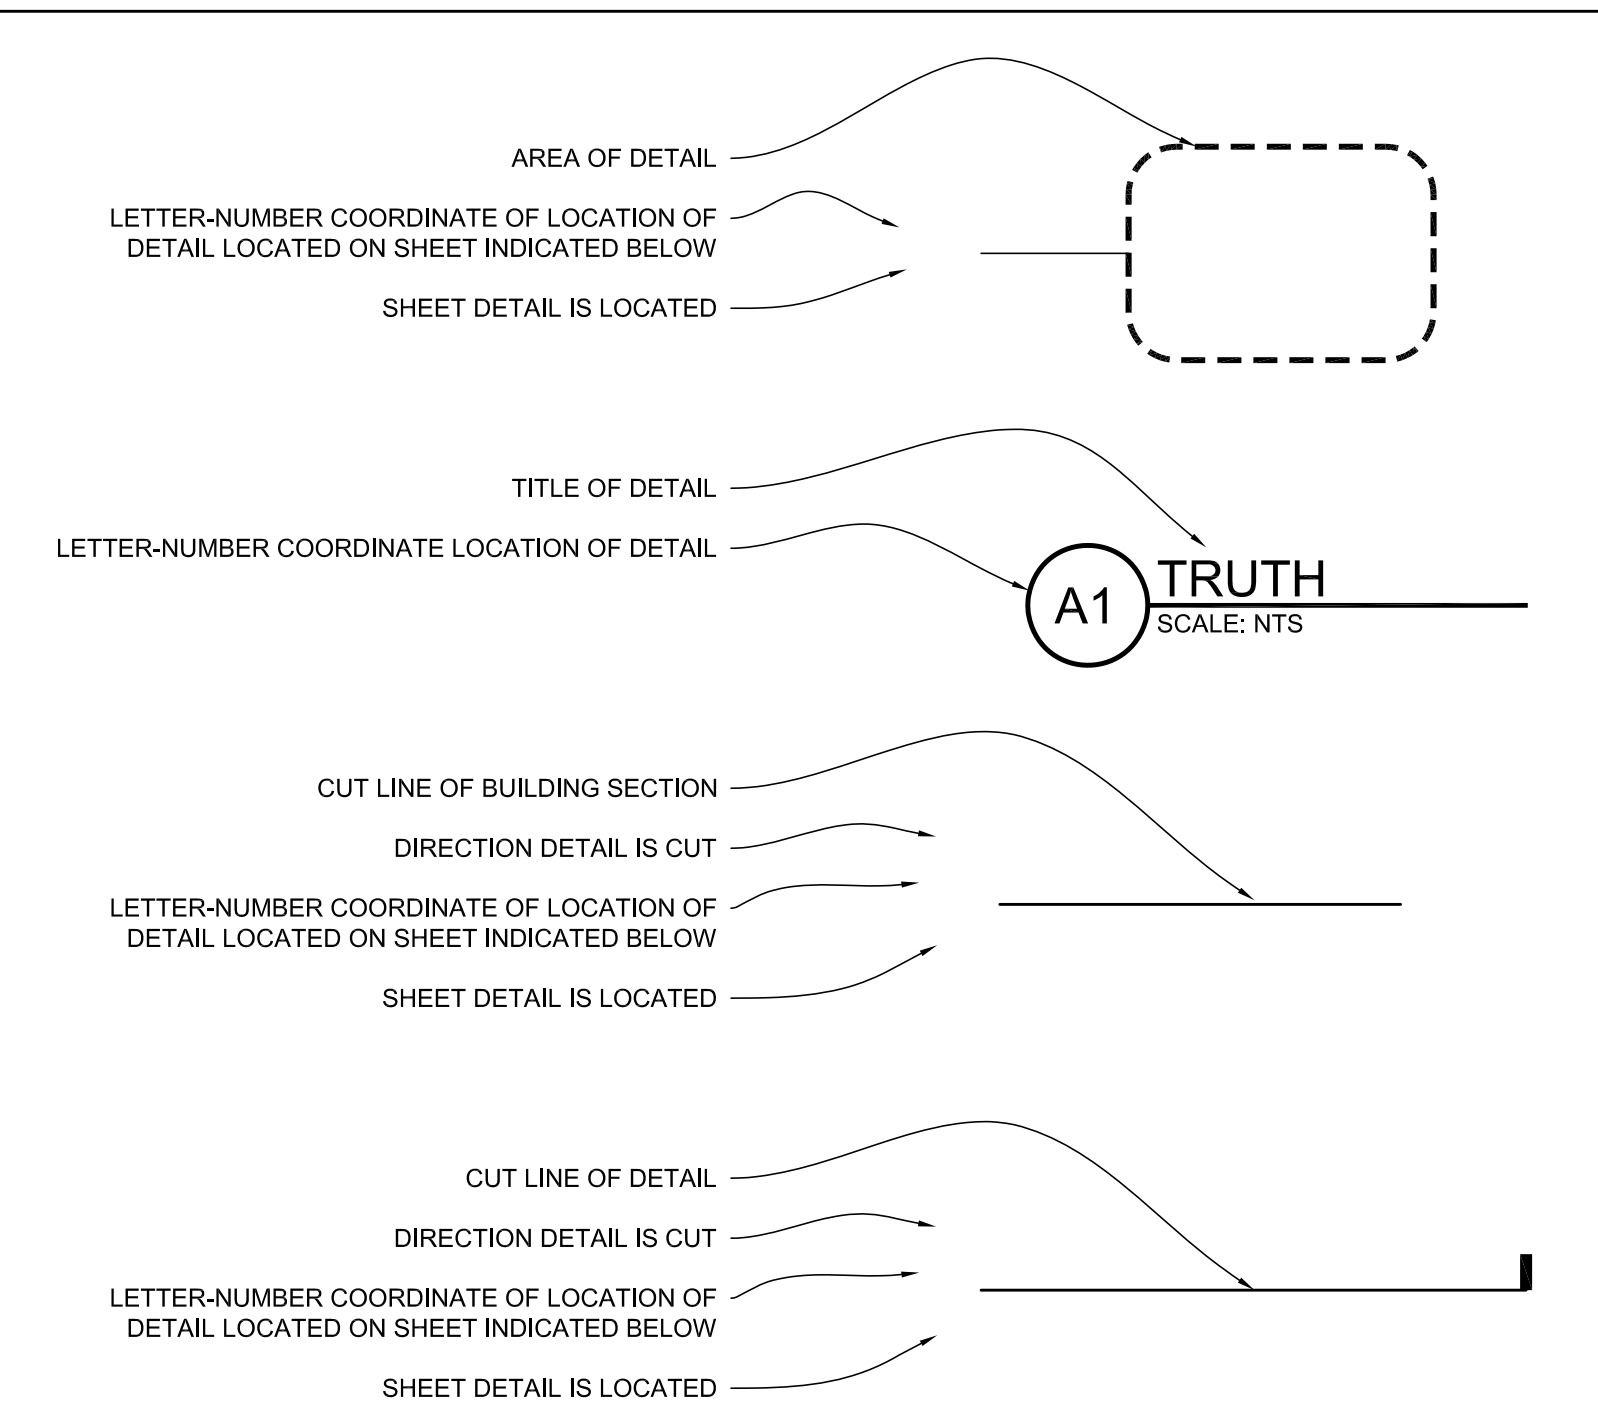 AREA OF DETAIL
LETTER-NUMBER COORDINATE OF LOCATION OF
DETAIL LOCATED ON SHEET INDICATED BELOW
SHEET DETAIL IS LOCATED
TITLE OF DETAIL
LETTER-NUMBER COORDINATE LOCATION OF DETAIL
A1
TRUTH
SCALE: NTS
CUT LINE OF BUILDING SECTION
DIRECTION DETAIL IS CUT
LETTER-NUMBER COORDINATE OF LOCATION OF
DETAIL LOCATED ON SHEET INDICATED BELOW
SHEET DETAIL IS LOCATED
CUT LINE OF DETAIL
DIRECTION DETAIL IS CUT
LETTER-NUMBER COORDINATE OF LOCATION OF
DETAIL LOCATED ON SHEET INDICATED BELOW
SHEET DETAIL IS LOCATED